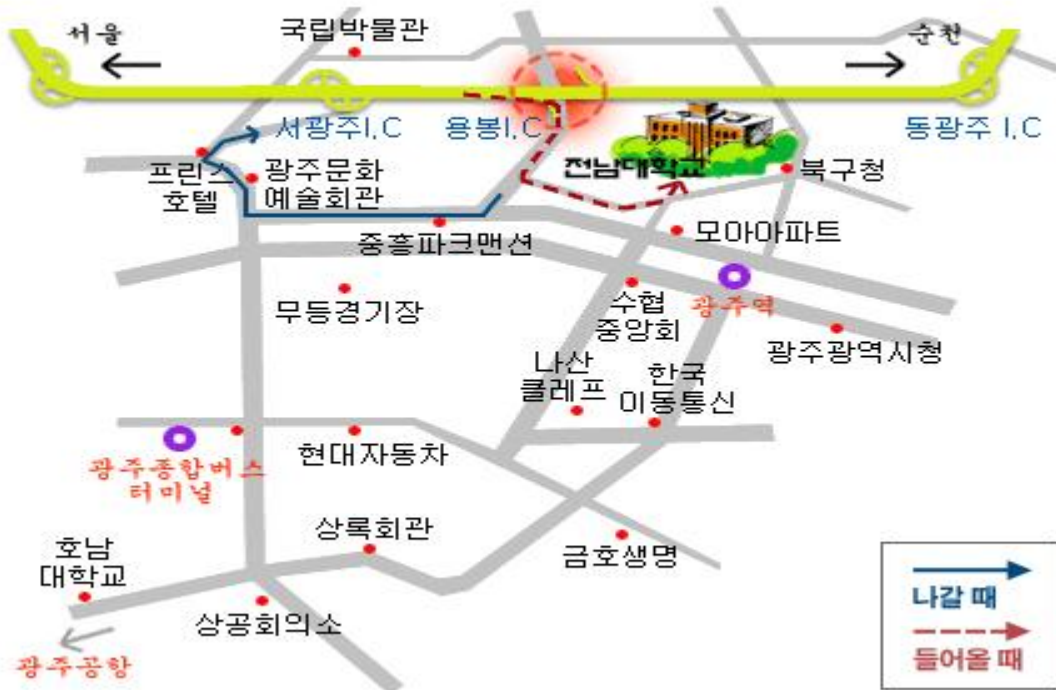 서울
국립박물관
순천
서광주I.C
용봉I.C
동광주 I.C
프린스
호텔
광주문화
예술회관
전남대학교
북구청
중흥파크맨션
모아아파트
무등경기장
수협
중앙회
광주역
광주광역시청
나산
클레프
한국
이동통신
현대자동차
광주종합버스
터미널
상록회관
금호생명
호남
대학교
상공회의소
광주공항
나갈 때
들어올 때